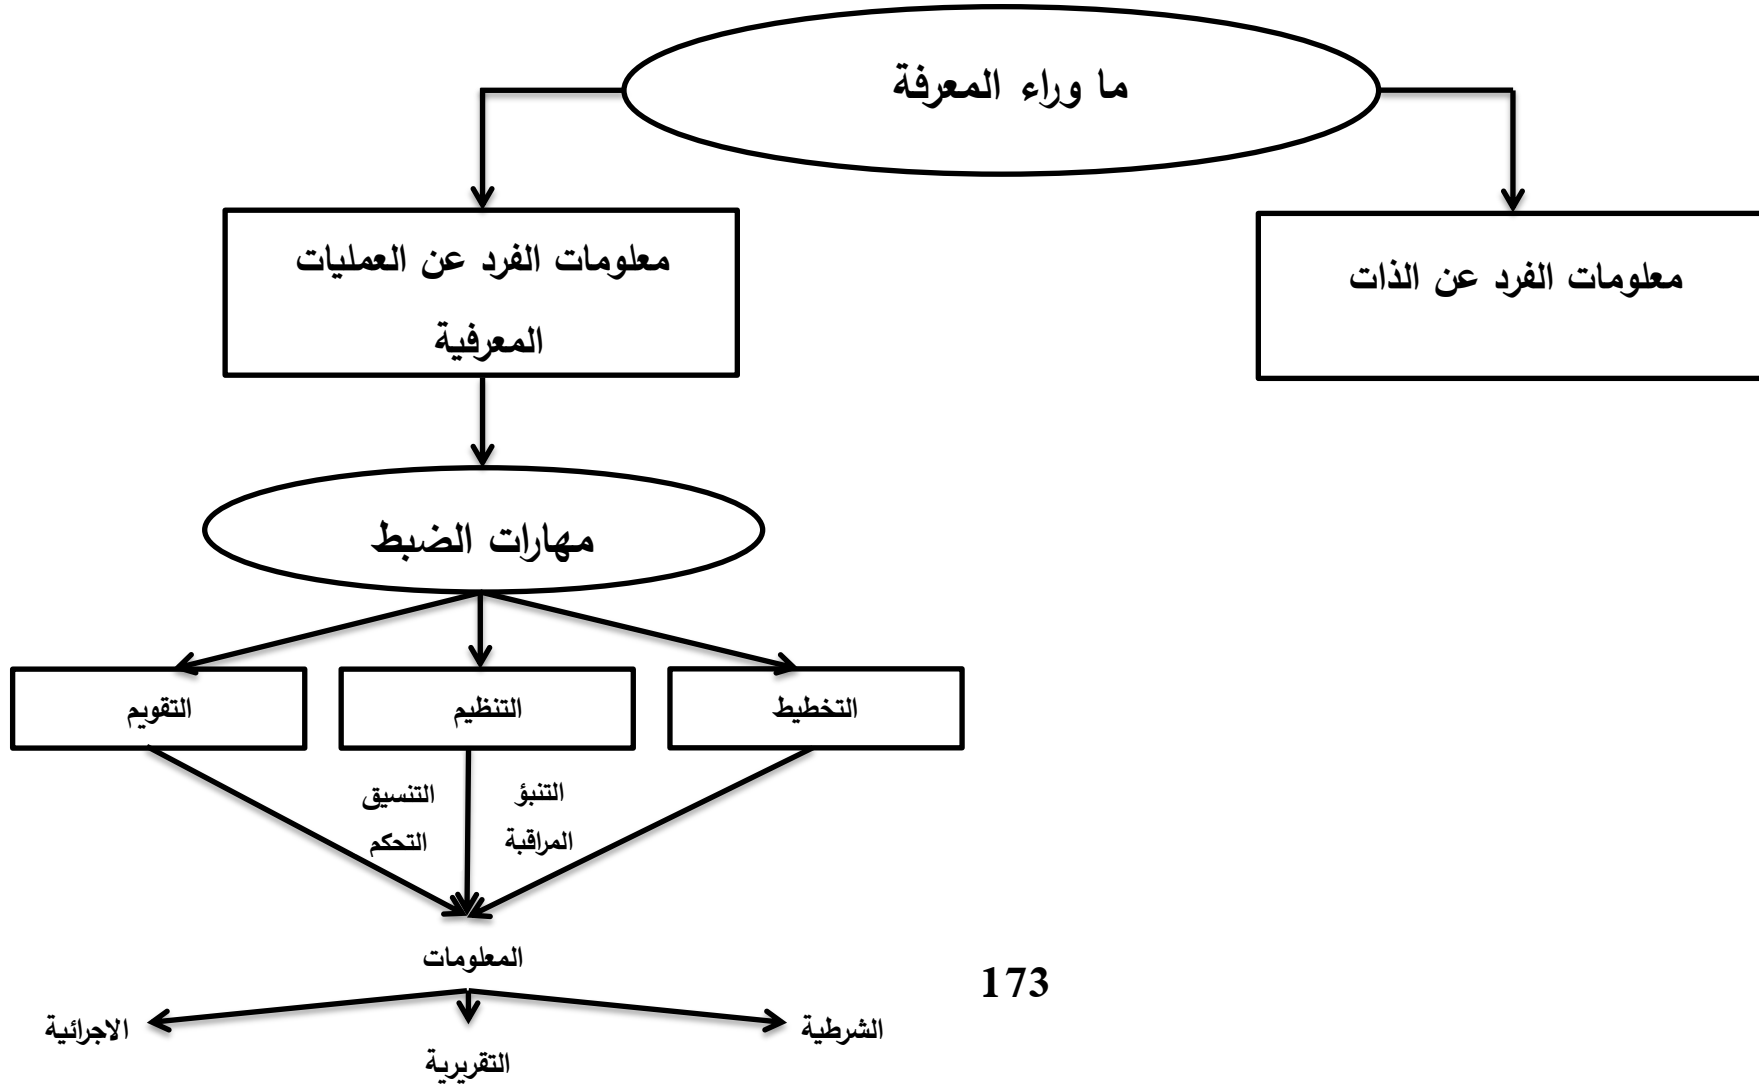 ما وراء المعرفة
معلومات الفرد عن الذات
معلومات الفرد عن العمليات
المعرفية
مهارات الضبط
التخطيط
التنظيم
التقويم
التنبؤ
المراقبة
التنسيق
التحكم
المعلومات
173
الشرطية
التقريرية
الاجرائية